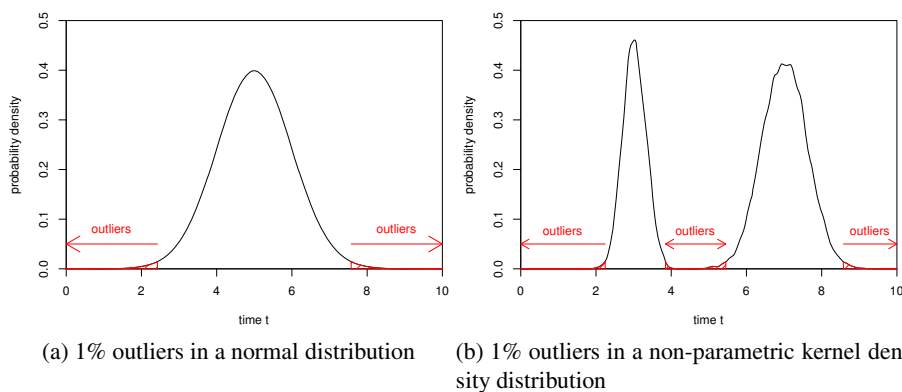 0.5
0.4
0.3
0.2
0.1
0.0
probability density
outliers
outliers
0 2 4 6 8 10
time t
(a) 1% outliers in a normal distribution
0.5
0.4
0.3
0.2
0.1
0.0
probability density
outliers
outliers
outliers
0 2 4 6 8 10
time t
(b) 1% outliers in a non-parametric kernel den
sity distribution